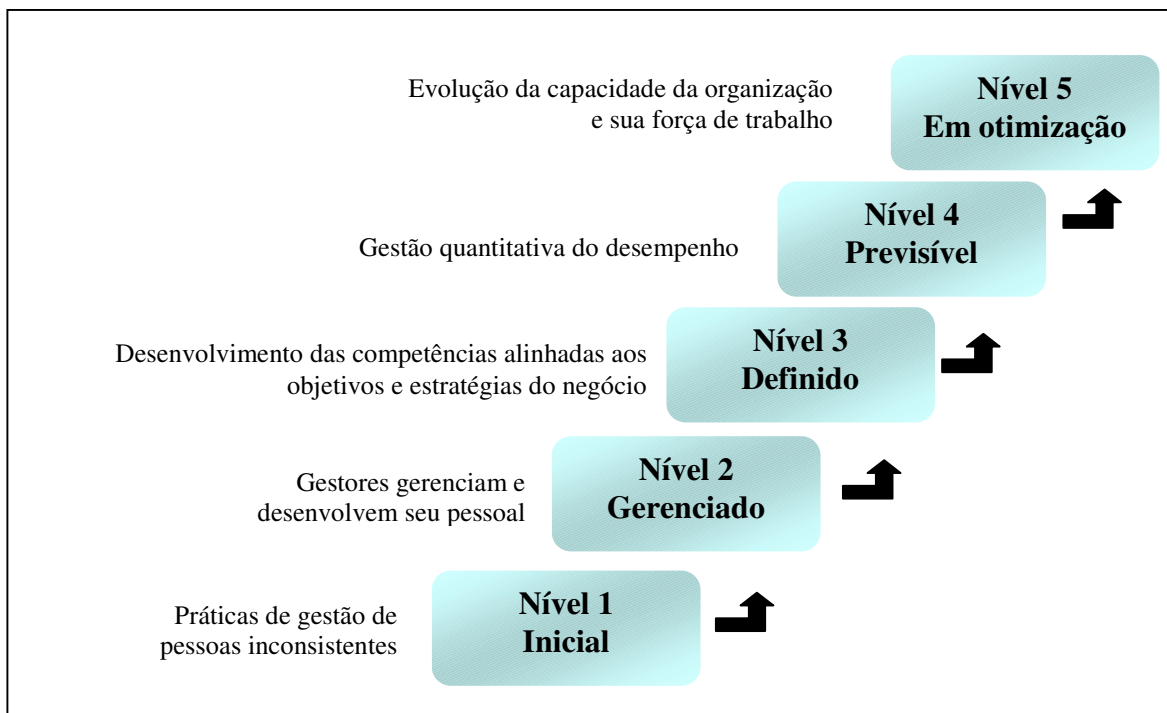 Evolução da capacidade da organização
e sua força de trabalho
Nível 5
Em otimização
Gestão quantitativa do desempenho
Nível 4
Previsível
Desenvolvimento das competências alinhadas aos
objetivos e estratégias do negócio
Nível 3
Definido
Gestores gerenciam e
desenvolvem seu pessoal
Nível 2
Gerenciado
Práticas de gestão de
pessoas inconsistentes
Nível 1
Inicial